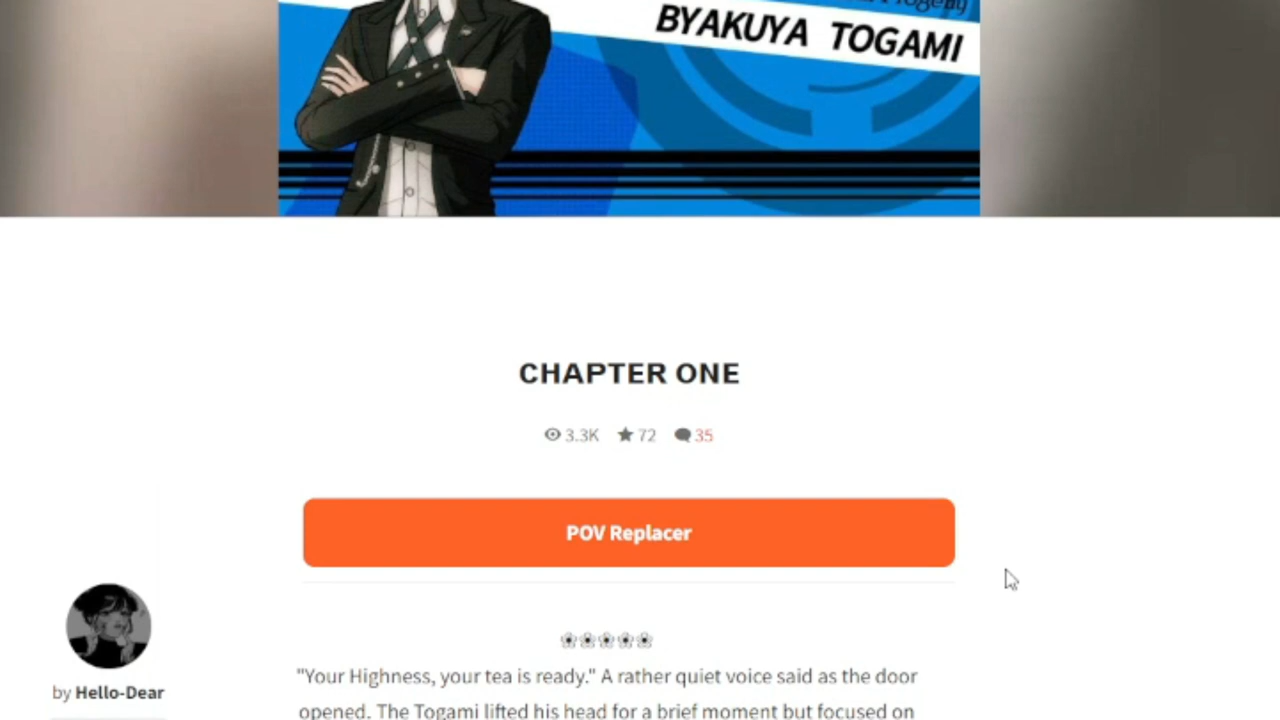 BYAKUYA TOGAMI
CHAPTER ONE
3.3K 72 35
POV Replacer
by Hello-Dear
"Your Highness, your tea is ready." A rather quiet voice said as the door
opened. The Togami lifted his head for a brief moment but focused on